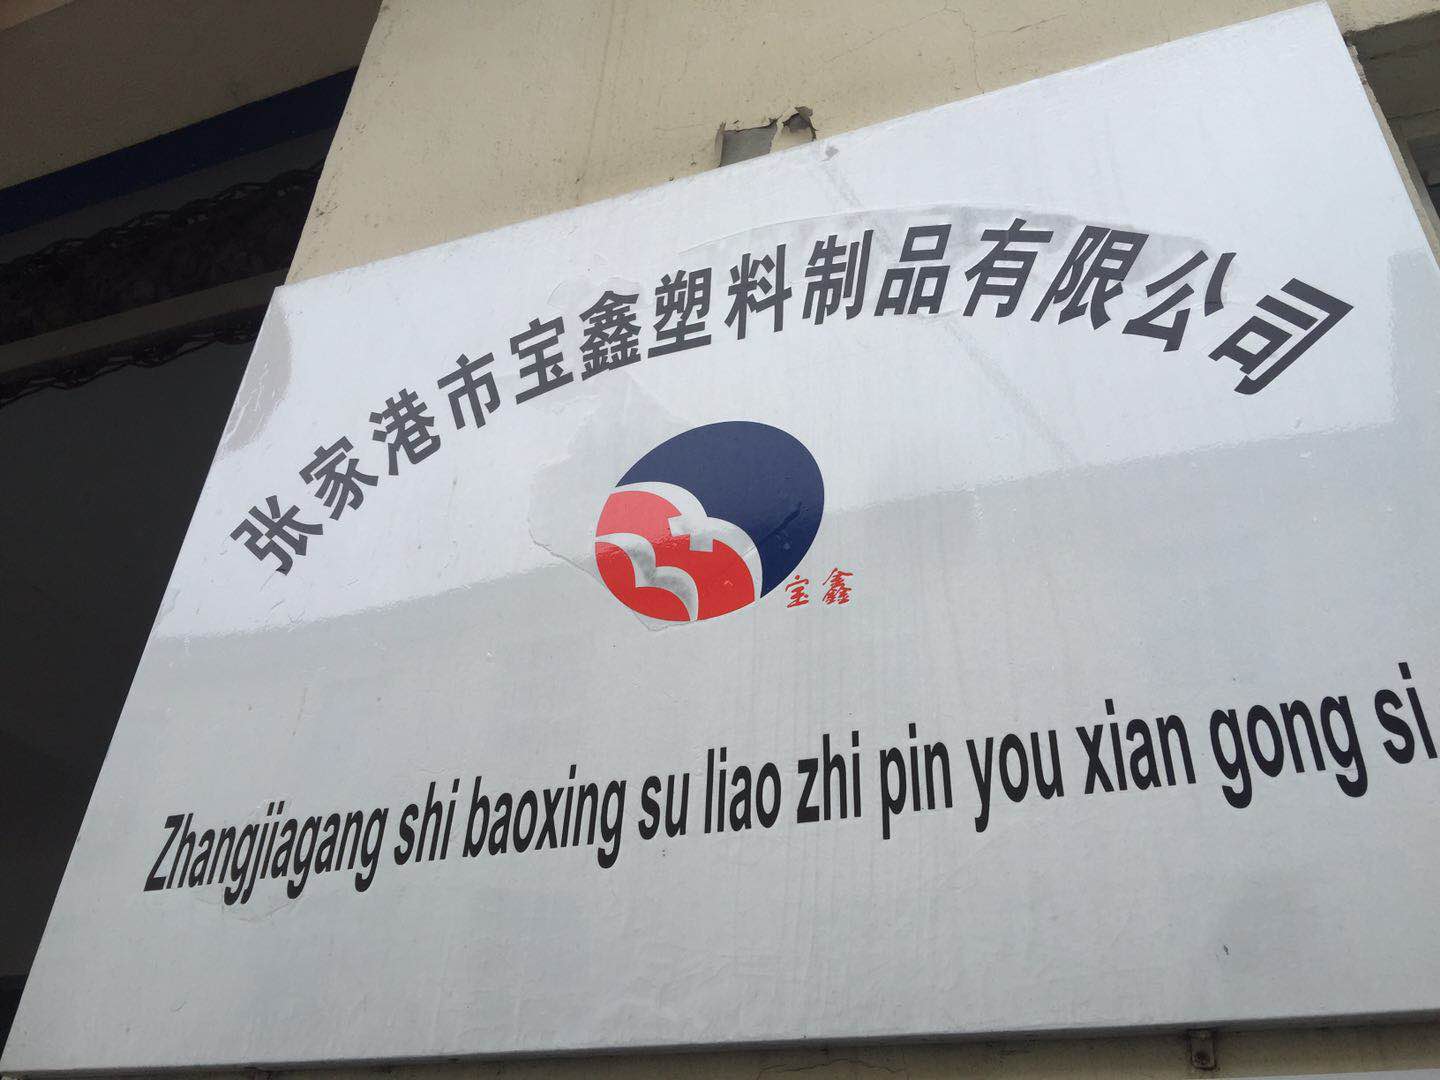 张家港市宝鑫塑料制品有限公司
宝鑫
Zhangjiagang shi baoxing su liao zhi pin you xian gong si